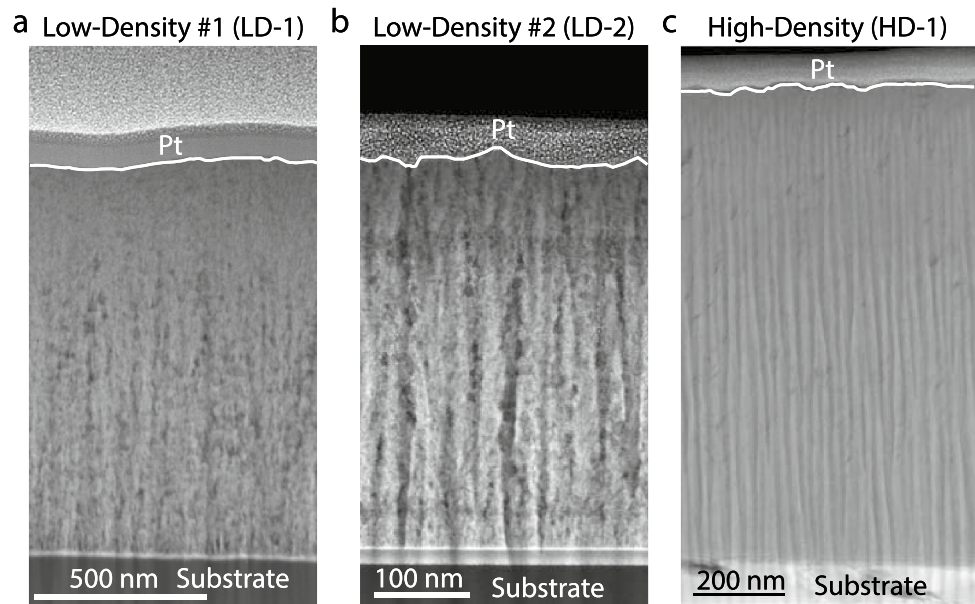 a Low-Density #1 (LD-1)
b Low-Density #2 (LD-2)
c High-Density (HD-1)
Pt
Pt
Pt
500 nm Substrate
100 nm Substrate
200 nm Substrate